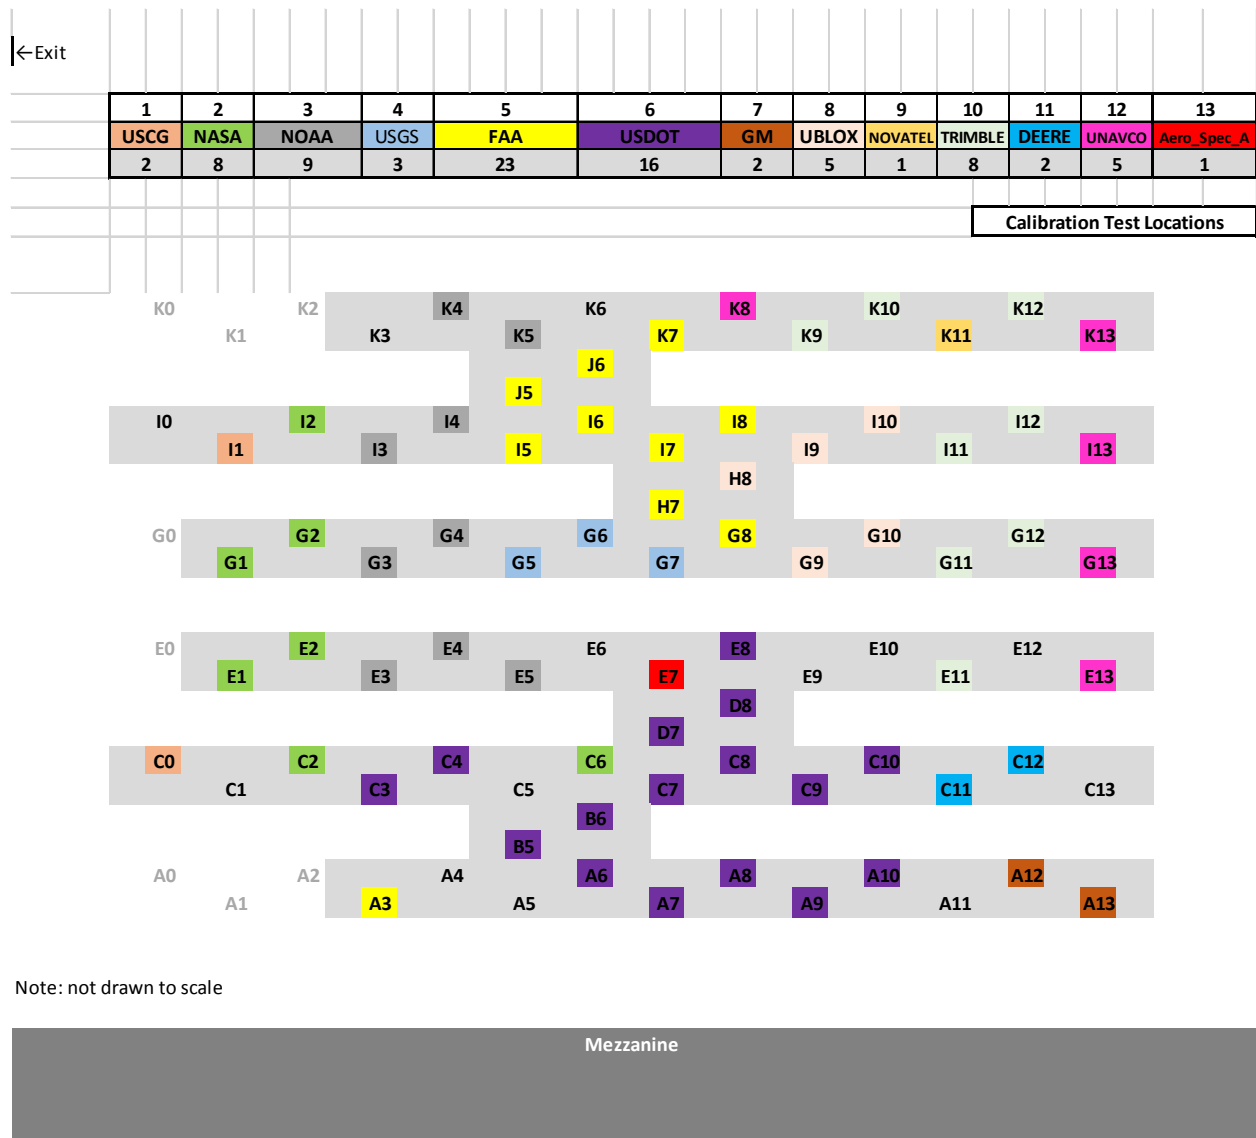 ←Exit
1 2 3 4 5 6 7 8 9 10 11 12 13
USCG NASA NOAA USGS FAA USDOT GM UBLOX NOVATEL TRIMBLE DEERE UNAVCO Aero_Spec_A
2 8 9 3 23 16 2 5 1 8 2 5 1
Calibration Test Locations
K0 K2 K4 K6 K8 K10 K12
K1 K3 K5 K7 K9 K11 K13
J6
J5
I0 I2 I4 I6 I8 I10 I12
I1 I3 I5 I7 I9 I11 I13
H8
H7
G0 G2 G4 G6 G8 G10 G12
G1 G3 G5 G7 G9 G11 G13
E0 E2 E4 E6 E8 E10 E12
E1 E3 E5 E7 E9 E11 E13
D8
D7
C0 C2 C4 C6 C8 C10 C12
C1 C3 C5 C7 C9 C11 C13
B6
B5
A0 A2 A4 A6 A8 A10 A12
A1 A3 A5 A7 A9 A11 A13
Note: not drawn to scale
Mezzanine